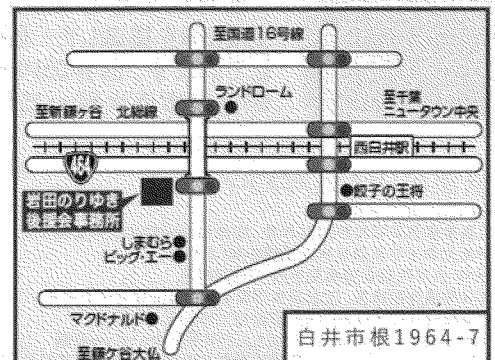 至国道16号線
ランドローム
至千葉
ニュータウン中央
至新鎌ヶ谷 北総線
西白井駅
464
岩田のりゆき
後援会事務所
餃子の王将
しまむら
ビッグ・エー
マクドナルド
至鎌ケ谷大仏
白井市根1964-7